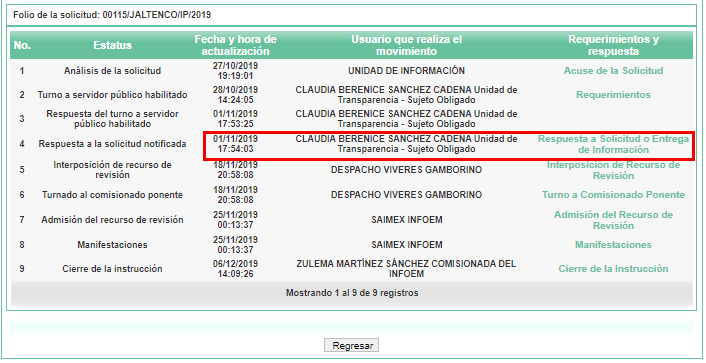 Folio de la solicitud: 00115/JALTENCO/IP/2019
No. Estatus Fecha y hora de actualización Usuario que realiza el movimiento Requerimientos y respuesta
1 Análisis de la solicitud 27/10/2019 19:19:01 UNIDAD DE INFORMACIÓN Acuse de la Solicitud
2 Turno a servidor público habilitado 28/10/2019 14:24:05 CLAUDIA BERENICE SANCHEZ CADENA Unidad de Transparencia - Sujeto Obligado Requerimientos
3 Respuesta del turno a servidor público habilitado 01/11/2019 17:53:25 CLAUDIA BERENICE SANCHEZ CADENA Unidad de Transparencia - Sujeto Obligado
4 Respuesta a la solicitud notificada 01/11/2019 17:54:03 CLAUDIA BERENICE SANCHEZ CADENA Unidad de Transparencia - Sujeto Obligado Respuesta a Solicitud o Entrega de Información
5 Interposición de recurso de revisión 18/11/2019 20:58:08 DESPACHO VIVERES GAMBORINO Interposición de Recurso de Revisión
6 Turnado al comisionado ponente 18/11/2019 20:58:08 DESPACHO VIVERES GAMBORINO Turno a Comisionado Ponente
7 Admisión del recurso de revisión 25/11/2019 00:13:37 SAIMEX INFOEM Admisión del Recurso de Revisión
8 Manifestaciones 25/11/2019 00:13:37 SAIMEX INFOEM Manifestaciones
9 Cierre de la instrucción 06/12/2019 14:09:26 ZULEMA MARTÍNEZ SÁNCHEZ COMISIONADA DEL INFOEM Cierre de la Instrucción
Mostrando 1 al 9 de 9 registros
Regresar